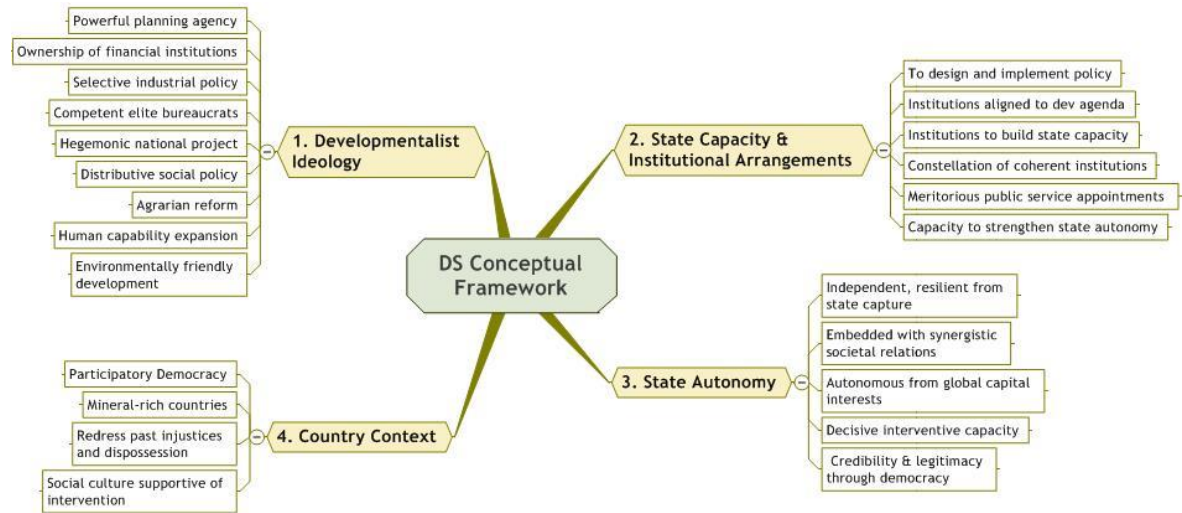 Powerful planning agency
Ownership of financial institutions
Selective industrial policy
Competent elite bureaucrats
Hegemonic national project
Distributive social policy
Agrarian reform
Human capability expansion
Environmentally friendly
development
1. Developmentalist
Ideology
2. State Capacity &
Institutional Arrangements
To design and implement policy
Institutions aligned to dev agenda
Institutions to build state capacity
Constellation of coherent institutions
Meritorious public service appointments
Capacity to strengthen state autonomy
DS Conceptual
Framework
3. State Autonomy
Independent, resilient from
state capture
Embedded with synergistic
societal relations
Autonomous from global capital
interests
Decisive interventive capacity
Credibility & legitimacy
through democracy
Participatory Democracy
Mineral-rich countries
Redress past injustices
and dispossession
Social culture supportive of
intervention
4. Country Context